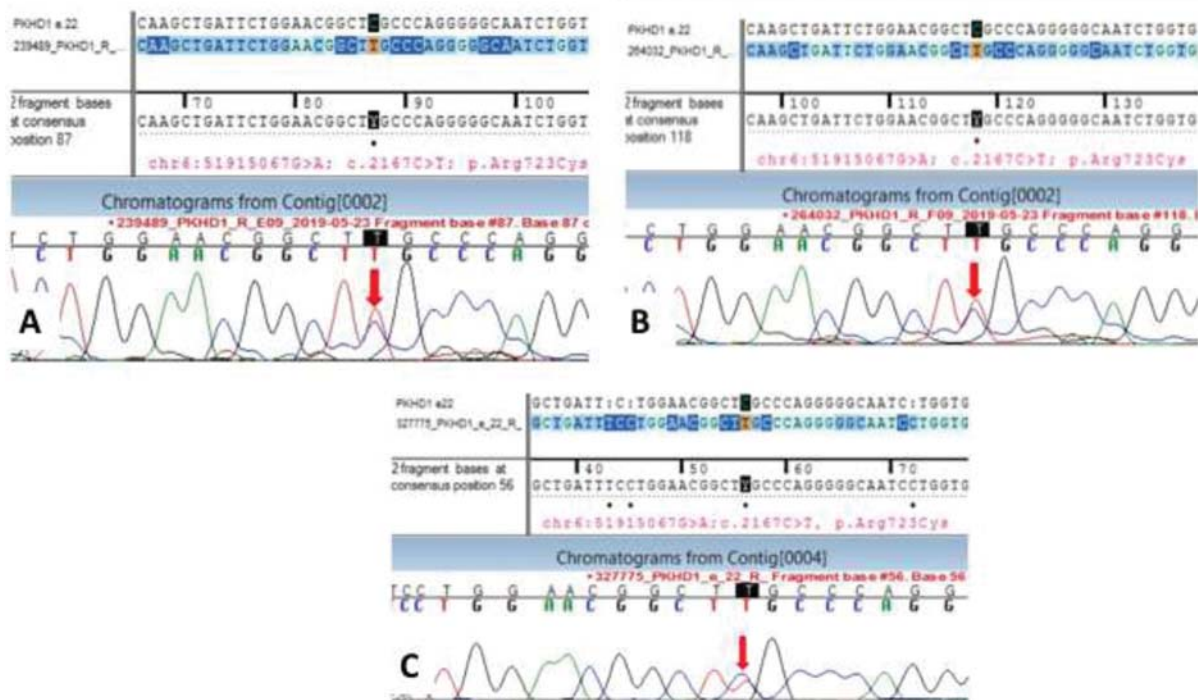 PKHD1 e.22
CAAGCTGATTCTGGAACGGCTCGCCCAGGGGGCAATCTGGT
239489_PKHD1_R_...
CAAGCTGATTCTGGAACGGCTTGCCCAGGGGGCAATCTGGT
2 fragment bases
at consensus
position 87
70 80 90 100
CAAGCTGATTCTGGAACGGCTYGCCCAGGGGGCAATCTGGT
chr6:51915067G>A; c.2167C>T; p.Arg723Cys
Chromatograms from Contig[0002]
•239489_PKHD1_R_E09_2019-05-23 Fragment base #87. Base 87 o
C T G G A A C G G C T T G C C C A G G
C T G G A A C G G C T T G C C C A G G
A
PKHD1 e.22
CAAGCTGATTCTGGAACGGCTCGCCCAGGGGGCAATCTGGTG
264032_PKHD1_R_...
CAAGCTGATTCTGGAACGGCTTGCCCAGGGGGCAATCTGGTG
2 fragment bases
at consensus
position 118
100 110 120 130
CAAGCTGATTCTGGAACGGCTYGCCCAGGGGGCAATCTGGTG
chr6:51915067G>A; c.2167C>T; p.Arg723Cys
Chromatograms from Contig[0002]
•264032_PKHD1_R_F09_2019-05-23 Fragment base #118.
C T G G A A C G G C T T G C C C A G G
C T G G A A C G G C T T G C C C A G G
B
PKHD1 e22
GCTGATT:C:TGGAACGGCTCGCCCAGGGGGCAATC:TGGTG
327775_PKHD1_e_22_R_
GCTGATTTCCTGGAACGGCTTGCCCAGGGGGCAATCCTGGTG
2 fragment bases at
consensus position 56
40 50 60 70
GCTGATTTCCTGGAACGGCTYGCCCAGGGGGCAATCCTGGTG
chr6:51915067G>A;c.2167C>T, p.Arg723Cys
Chromatograms from Contig[0004]
•327775_PKHD1_e_22_R_ Fragment base #56. Base 56
TCC T G G A A C G G C T T G C C C A G G
TCC T G G A A C G G C T T G C C C A G G
C